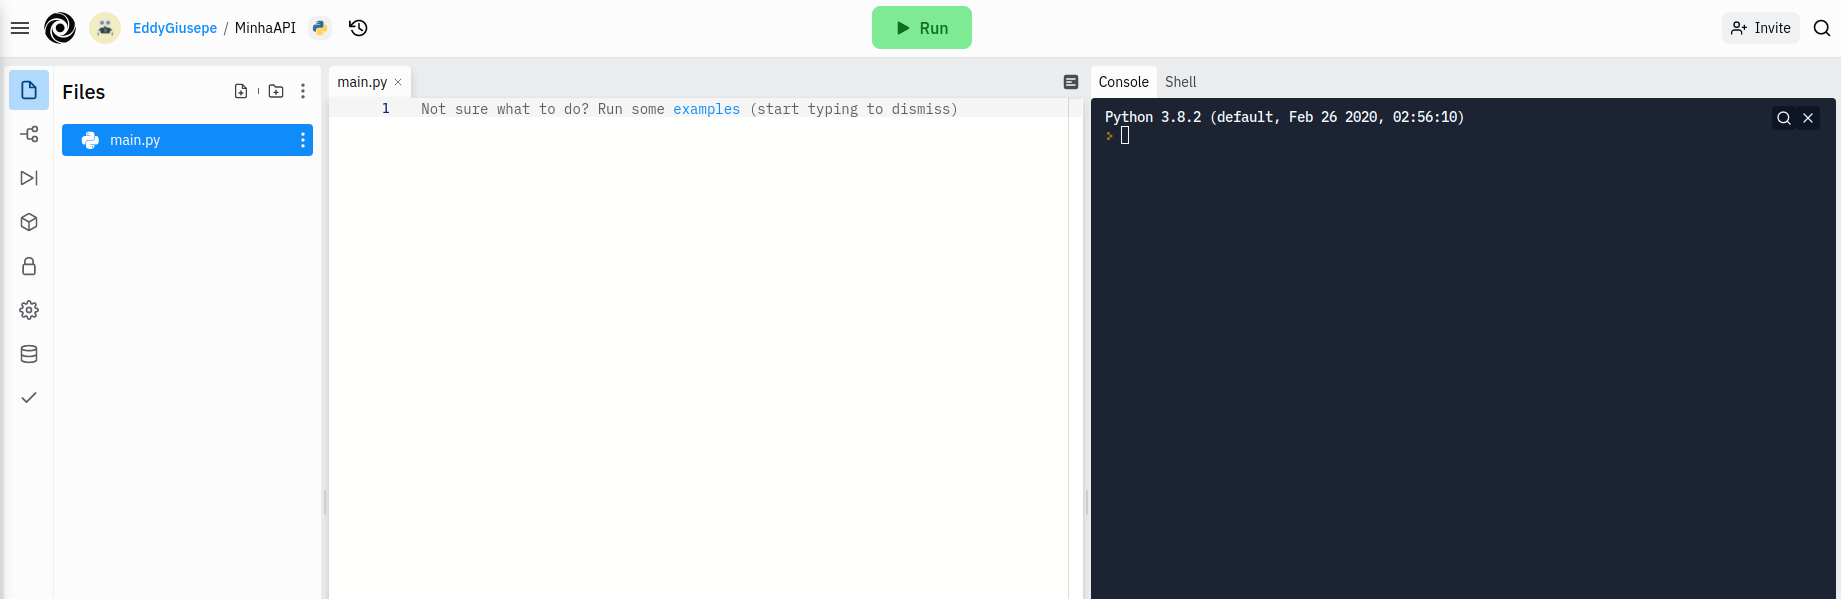 EddyGiusepe / MinhaAPI
Run
Invite
Files
main.py
main.py
1 Not sure what to do? Run some examples (start typing to dismiss)
Console Shell
Python 3.8.2 (default, Feb 26 2020, 02:56:10)